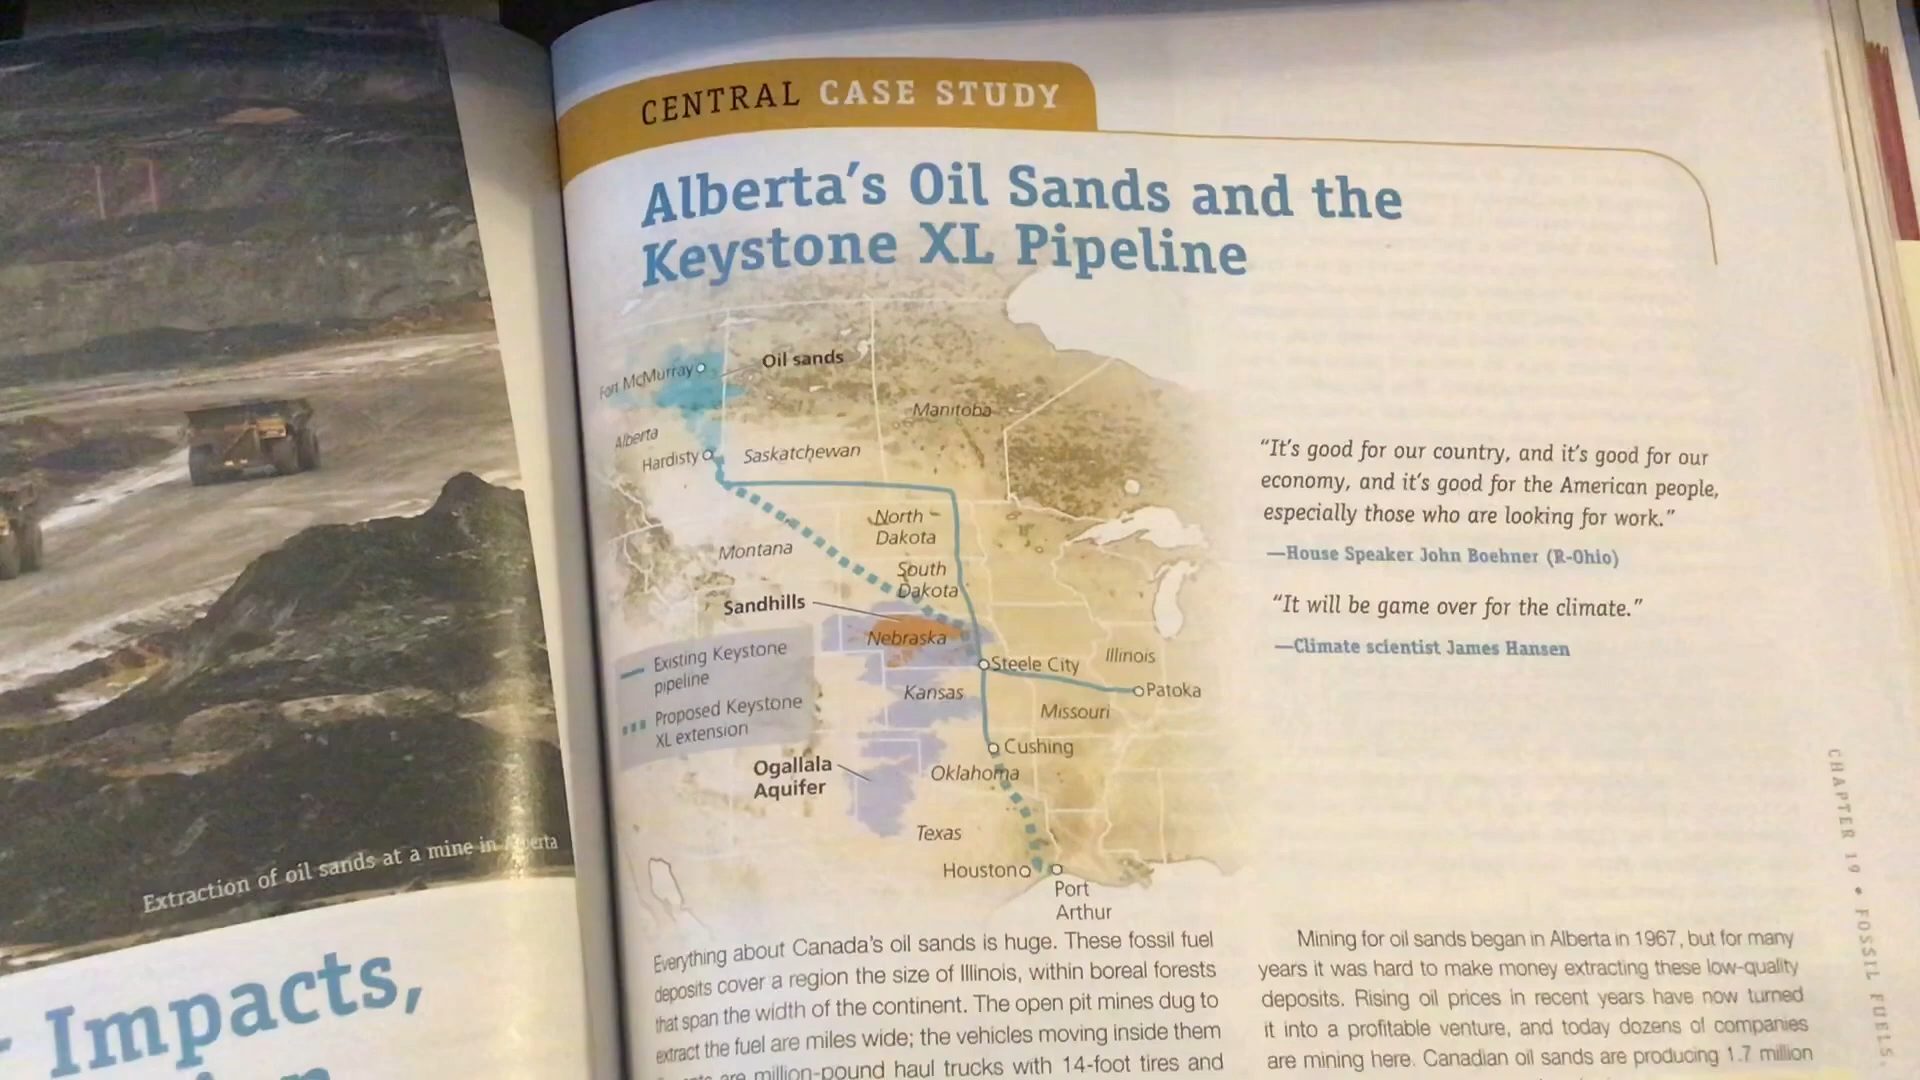 Extraction of oil sands at a mine in
Impacts,
CENTRAL CASE STUDY
Alberta's Oil Sands and the
Keystone XL Pipeline
Fort McMurray
Oil sands
Manitoba
Alberta
Hardisty
Saskatchewan
North
Dakota
Montana
South
Dakota
Sandhills
Nebraska
Existing Keystone
pipeline
Steele City
Illinois
Kansas
Patoka
Proposed Keystone
XL extension
Missouri
Cushing
Ogallala
Aquifer
Oklahoma
Texas
Houston
Port
Arthur
"It's good for our country, and it's good for our
economy, and it's good for the American people,
especially those who are looking for work."
—House Speaker John Boehner (R-Ohio)
"It will be game over for the climate."
—Climate scientist James Hansen
Everything about Canada's oil sands is huge. These fossil fuel
deposits cover a region the size of Illinois, within boreal forests
that span the width of the continent. The open pit mines dug to
extract the fuel are miles wide; the vehicles moving inside them
are million-pound haul trucks with 14-foot tires and
Mining for oil sands began in Alberta in 1967, but for many
years it was hard to make money extracting these low-quality
deposits. Rising oil prices in recent years have now turned
it into a profitable venture, and today dozens of companies
are mining here. Canadian oil sands are producing 1.7 million
CHAPTER 19 • FOSSIL FUELS,